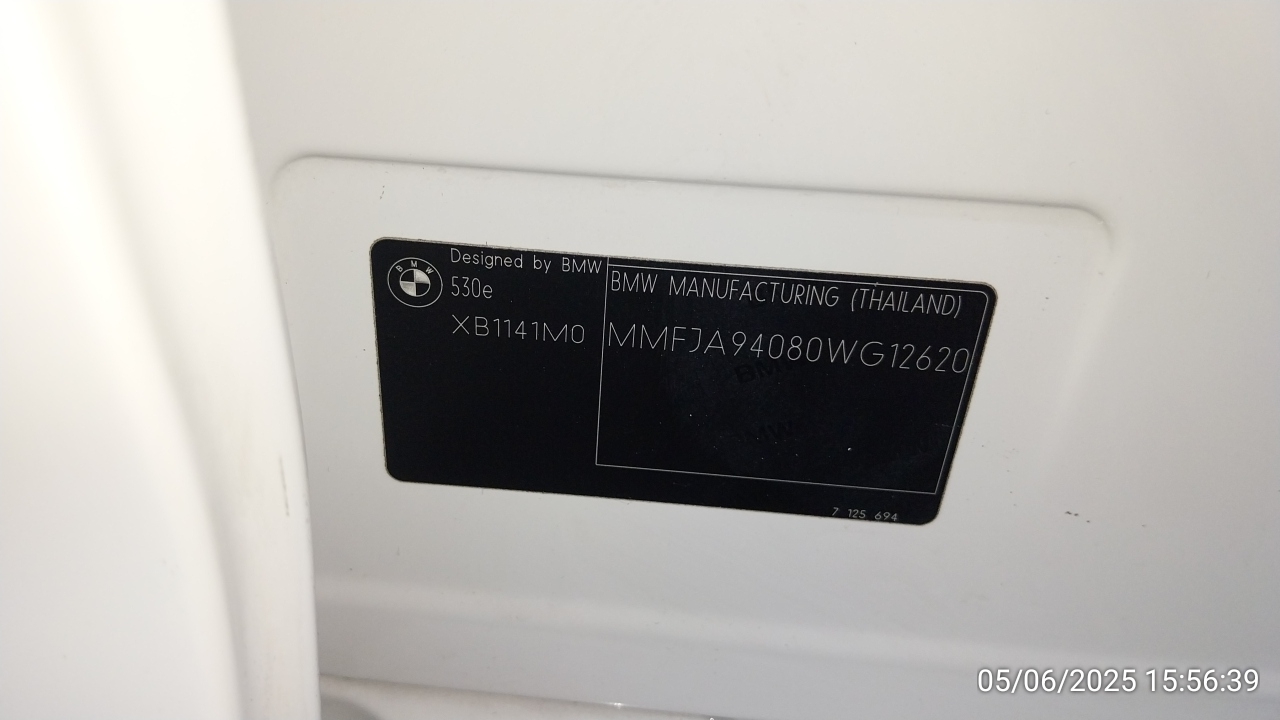 BMW
Designed by BMW
530e
XB1141M0
BMW MANUFACTURING (THAILAND)
MMFJA94080WG12620
7 125 694
05/06/2025 15:56:39